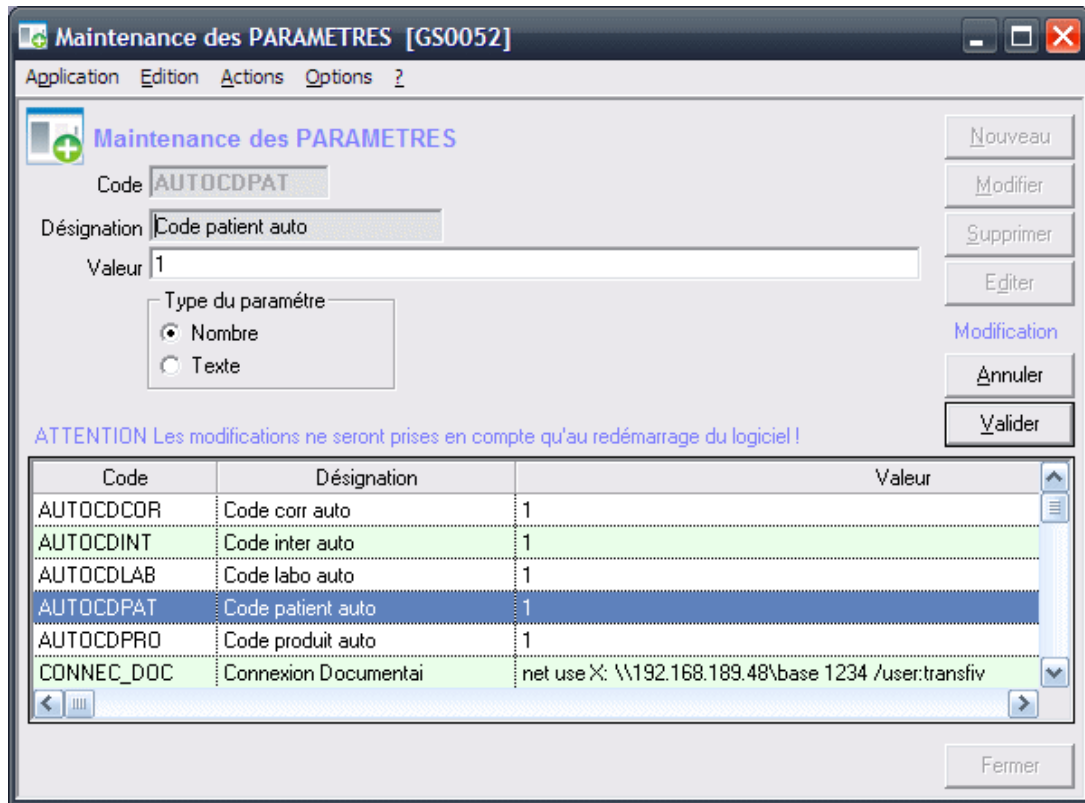 Maintenance des PARAMETRES [GS0052]
Application Edition Actions Options ?
Maintenance des PARAMETRES
Nouveau
Code AUTOCDPAT
Modifier
Désignation Code patient auto
Supprimer
Valeur 1
Editer
Type du paramétre
Nombre
Modification
Texte
Annuler
Valider
ATTENTION Les modifications ne seront prises en compte qu'au redémarrage du logiciel !
Code Désignation Valeur
AUTOCDCOR Code corr auto 1
AUTOCDINT Code inter auto 1
AUTOCDLAB Code labo auto 1
AUTOCDPAT Code patient auto 1
AUTOCDPRO Code produit auto 1
CONNEC_DOC Connexion Documentai net use X: \\192.168.189.48\base 1234 /user:transfiv
Fermer